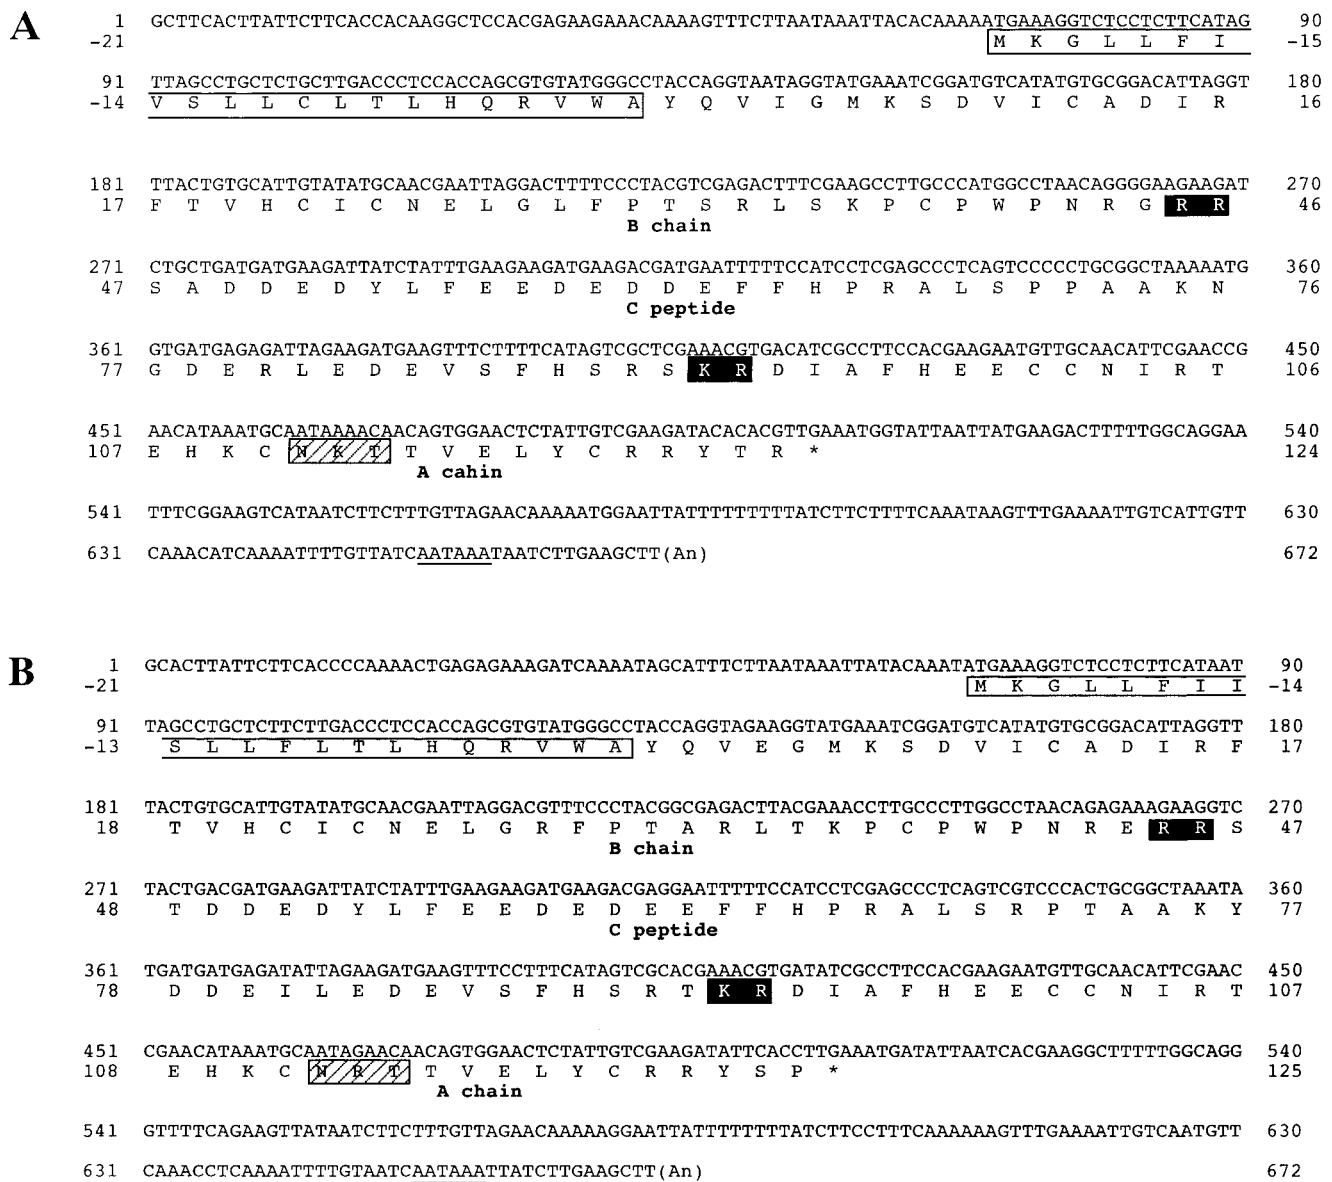 A
1 GCTTCACTTATTCTTCACCACAAGGCTCCACGAGAAGAAACAAAAGTTTCTTAATAAATTACACAAAAATGAAAGGTCTCCTCTTCATAG 90
-21 M K G L L F I -15
91 TTAGCCTGCTCTGCTTGACCCTCCACCAGCGTGTATGGGCCTACCAGGTAATAGGTATGAAATCGGATGTCATATGTGCGGACATTAGGT 180
-14 V S L L C L T L H Q R V W A Y Q V I G M K S D V I C A D I R 16
181 TTACTGTGCATTGTATATGCAACGAATTAGGACTTTTCCCTACGTCGAGACTTTCGAAGCCTTGCCCATGGCCTAACAGGGGAAGAAGAT 270
17 F T V H C I C N E L G L F P T S R L S K P C P W P N R G R R 46
B chain
271 CTGCTGATGATGAAGATTATCTATTTGAAGAAGATGAAGACGATGAATTTTTCCATCCTCGAGCCCTCAGTCCCCCTGCGGCTAAAAATG 360
47 S A D D E D Y L F E E D E D D E F F H P R A L S P P A A K N 76
C peptide
361 GTGATGAGAGATTAGAAGATGAAGTTTCTTTTCATAGTCGCTCGAAACGTGACATCGCCTTCCACGAAGAATGTTGCAACATTCGAACCG 450
77 G D E R L E D E V S F H S R S K R D I A F H E E C C N I R T 106
451 AACATAAATGCAATAAAACAACAGTGGAACTCTATTGTCGAAGATACACACGTTGAAATGGTATTAATTATGAAGACTTTTTGGCAGGAA 540
107 E H K C N K T T V E L Y C R R Y T R * 124
A cahin
541 TTTCGGAAGTCATAATCTTCTTTGTTAGAACAAAAATGGAATTATTTTTTTTTATCTTCTTTTCAAATAAGTTTGAAAATTGTCATTGTT 630
631 CAAACATCAAAATTTTGTTATCAATAAATAATCTTGAAGCTT(An) 672
B
1 GCACTTATTCTTCACCCCAAAACTGAGAGAAAGATCAAAATAGCATTTCTTAATAAATTATACAAATATGAAAGGTCTCCTCTTCATAAT 90
-21 M K G L L F I I -14
91 TAGCCTGCTCTTCTTGACCCTCCACCAGCGTGTATGGGCCTACCAGGTAGAAGGTATGAAATCGGATGTCATATGTGCGGACATTAGGTT 180
-13 S L L F L T L H Q R V W A Y Q V E G M K S D V I C A D I R F 17
181 TACTGTGCATTGTATATGCAACGAATTAGGACGTTTCCCTACGGCGAGACTTACGAAACCTTGCCCTTGGCCTAACAGAGAAAGAAGGTC 270
18 T V H C I C N E L G R F P T A R L T K P C P W P N R E R R S 47
B chain
271 TACTGACGATGAAGATTATCTATTTGAAGAAGATGAAGACGAGGAATTTTTCCATCCTCGAGCCCTCAGTCGTCCCACTGCGGCTAAATA 360
48 T D D E D Y L F E E D E D E E F F H P R A L S R P T A A K Y 77
C peptide
361 TGATGATGAGATATTAGAAGATGAAGTTTCCTTTCATAGTCGCACGAAACGTGATATCGCCTTCCACGAAGAATGTTGCAACATTCGAAC 450
78 D D E I L E D E V S F H S R T K R D I A F H E E C C N I R T 107
451 CGAACATAAATGCAATAGAACAACAGTGGAACTCTATTGTCGAAGATATTCACCTTGAAATGATATTAATCACGAAGGCTTTTTGGCAGG 540
108 E H K C N R T T V E L Y C R R Y S P * 125
A chain
541 GTTTTCAGAAGTTATAATCTTCTTTGTTAGAACAAAAAGGAATTATTTTTTTTATCTTCCTTTCAAAAAAGTTTGAAAATTGTCAATGTT 630
631 CAAACCTCAAAATTTTGTAATCAATAAATTATCTTGAAGCTT(An) 672